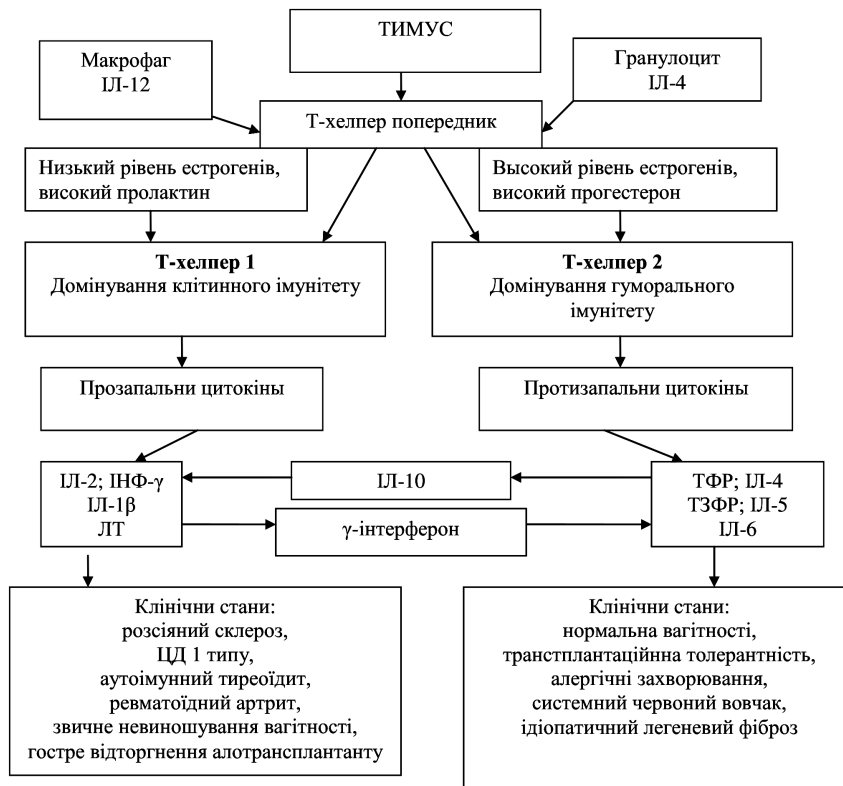 ТИМУС
Макрофаг
ІЛ-12
Гранулоцит
ІЛ-4
Т-хелпер попередник
Низький рівень естрогенів,
високий пролактин
Высокий рівень естрогенів,
високий прогестерон
Т-хелпер 1
Домінування клітинного імунітету
Т-хелпер 2
Домінування гуморального
імунітету
Прозапальни цитокіны
Протизапальни цитокіны
ІЛ-2; ІНФ-γ
ІЛ-1β
ЛТ
ІЛ-10
γ-інтерферон
ТФР; ІЛ-4
ТЗФР; ІЛ-5
ІЛ-6
Клінічни стани:
розсіяний склероз,
ЦД 1 типу,
аутоімунний тиреоїдит,
ревматоїдний артрит,
звичне невиношування вагітності,
гостре відторгнення алотрансплантанту
Клінічни стани:
нормальна вагітності,
транстплантаційнна толерантність,
алергічні захворювання,
системний червоний вовчак,
ідіопатичний легеневий фіброз